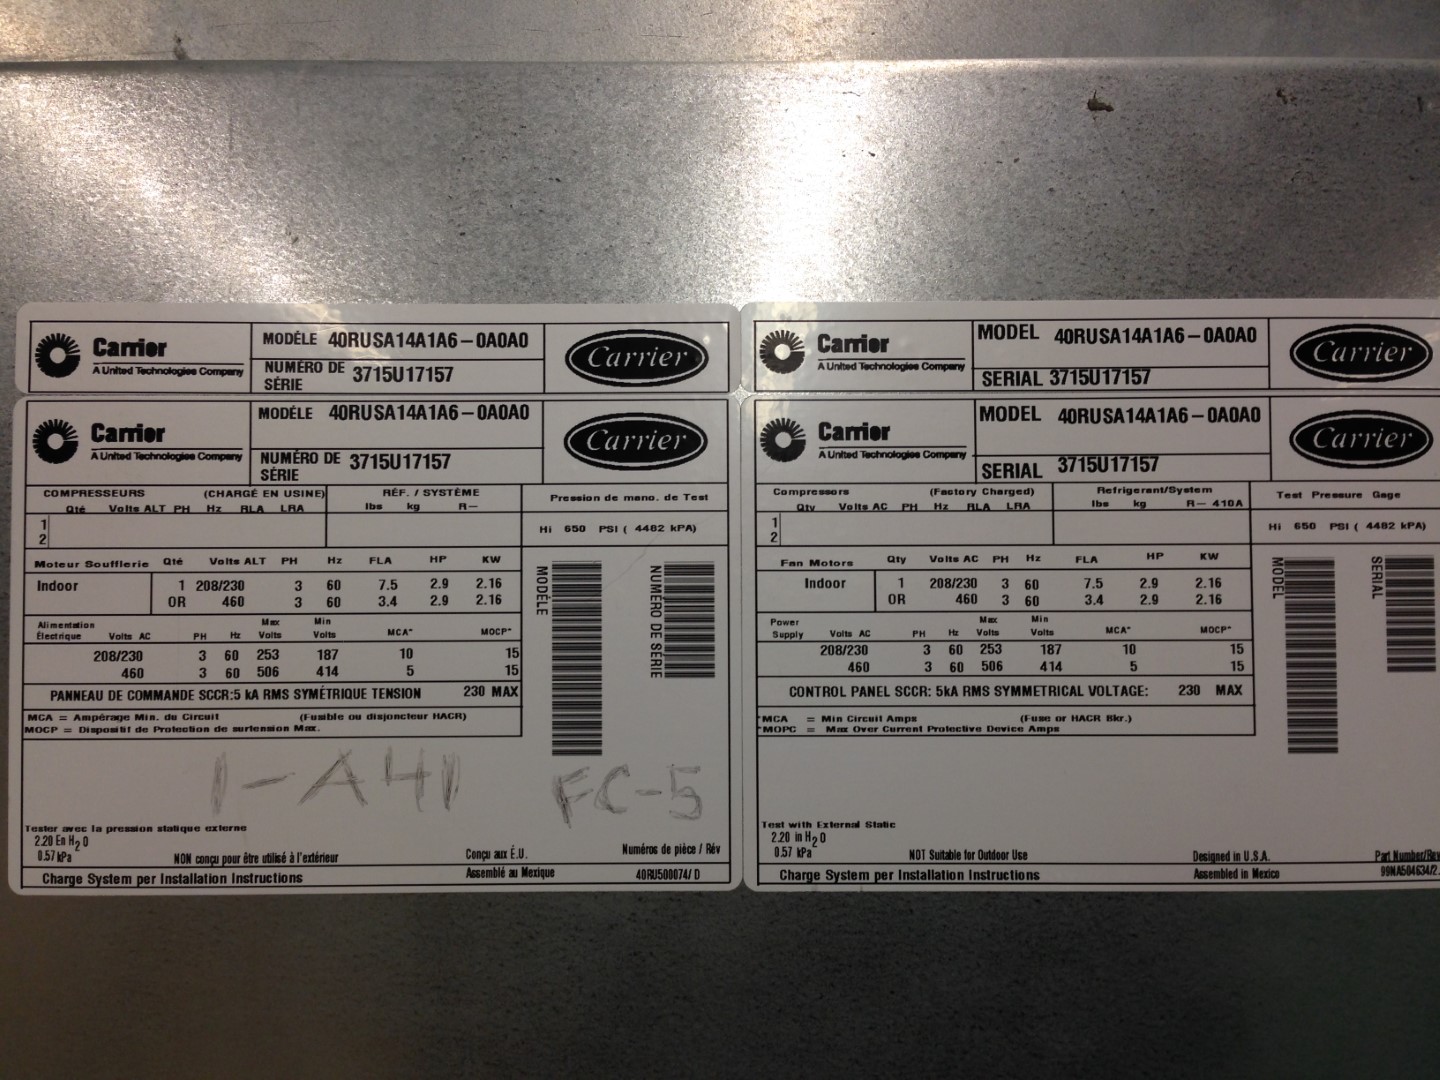 Carrier
A United Technologies Company
MODÈLE 40RUSA14A1A6-0A0A0
NUMÉRO DE SÉRIE 3715U17157
Carrier
Carrier
A United Technologies Company
MODÈLE 40RUSA14A1A6-0A0A0
NUMÉRO DE SÉRIE 3715U17157
Carrier
COMPRESSEURS (CHARGÉ EN USINE) RÉF. / SYSTÈME
Qté Volts ALT PH Hz RLA LRA lbs kg R-
1
2
Pression de mano. de Test
Hi 650 PSI ( 4482 kPA)
Moteur Soufflerie Qté Volts ALT PH Hz FLA HP KW
Indoor 1 208/230 3 60 7.5 2.9 2.16
OR 460 3 60 3.4 2.9 2.16
Alimentation Électrique Volts AC PH Hz Max Volts Min Volts MCA* MOCP*
208/230 3 60 253 187 10 15
460 3 60 506 414 5 15
PANNEAU DE COMMANDE SCCR:5 kA RMS SYMÉTRIQUE TENSION 230 MAX
MCA = Ampérage Min. du Circuit (Fusible ou disjoncteur HACR)
MOCP = Dispositif de Protection de surtension Max.
MODÈLE
NUMÉRO DE SÉRIE
1-A41 FC-5
Tester avec la pression statique externe
2.20 En H2O
0.57 kPa
NON conçu pour être utilisé à l'extérieur
Conçu aux É.U.
Assemblé au Mexique
Numéros de pièce / Rév
40RU500074/ D
Charge System per Installation Instructions
Carrier
A United Technologies Company
MODEL 40RUSA14A1A6-0A0A0
SERIAL 3715U17157
Carrier
Carrier
A United Technologies Company
MODEL 40RUSA14A1A6-0A0A0
SERIAL 3715U17157
Carrier
Compressors (Factory Charged) Refrigerant/System
Qty Volts AC PH Hz RLA LRA lbs kg R-410A
1
2
Test Pressure Gage
Hi 650 PSI ( 4482 kPA)
Fan Motors Qty Volts AC PH Hz FLA HP KW
Indoor 1 208/230 3 60 7.5 2.9 2.16
OR 460 3 60 3.4 2.9 2.16
Power Supply Volts AC PH Hz Max Volts Min Volts MCA* MOCP*
208/230 3 60 253 187 10 15
460 3 60 506 414 5 15
CONTROL PANEL SCCR: 5kA RMS SYMMETRICAL VOLTAGE: 230 MAX
*MCA = Min Circuit Amps (Fuse or HACR Bkr.)
*MOPC = Max Over Current Protective Device Amps
MODEL
SERIAL
Test with External Static
2.20 in H2O
0.57 kPa
NOT Suitable for Outdoor Use
Designed in U.S.A.
Assembled in Mexico
Part Number/Rev
99NA504634/2.
Charge System per Installation Instructions